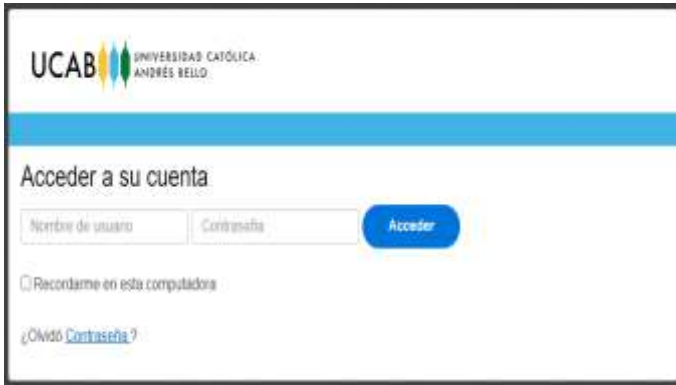 UCAB UNIVERSIDAD CATÓLICA
ANDRÉS BELLO
Acceder a su cuenta
Nombre de usuario Contraseña Acceder
Recordarme en esta computadora
¿Olvidó Contraseña ?